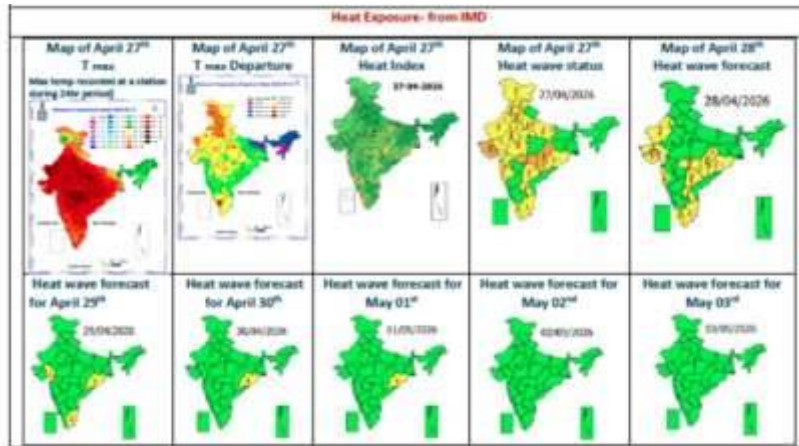 Heat Exposure- from IMD
Map of April 27th
T max
Max temp recorded at a station
during 24hr period]
Map of April 27th
T max Departure
Map of April 27th
Heat Index
27-04-2026
Map of April 27th
Heat wave status
27/04/2026
Map of April 28th
Heat wave forecast
28/04/2026
Heat wave forecast
for April 29th
29/04/2026
Heat wave forecast
for April 30th
30/04/2026
Heat wave forecast for
May 01st
01/05/2026
Heat wave forecast for
May 02nd
02/05/2026
Heat wave forecast for
May 03rd
03/05/2026